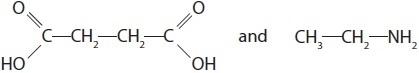 O O
C—CH₂—CH₂—C and CH₃—CH₂—NH₂
HO OH